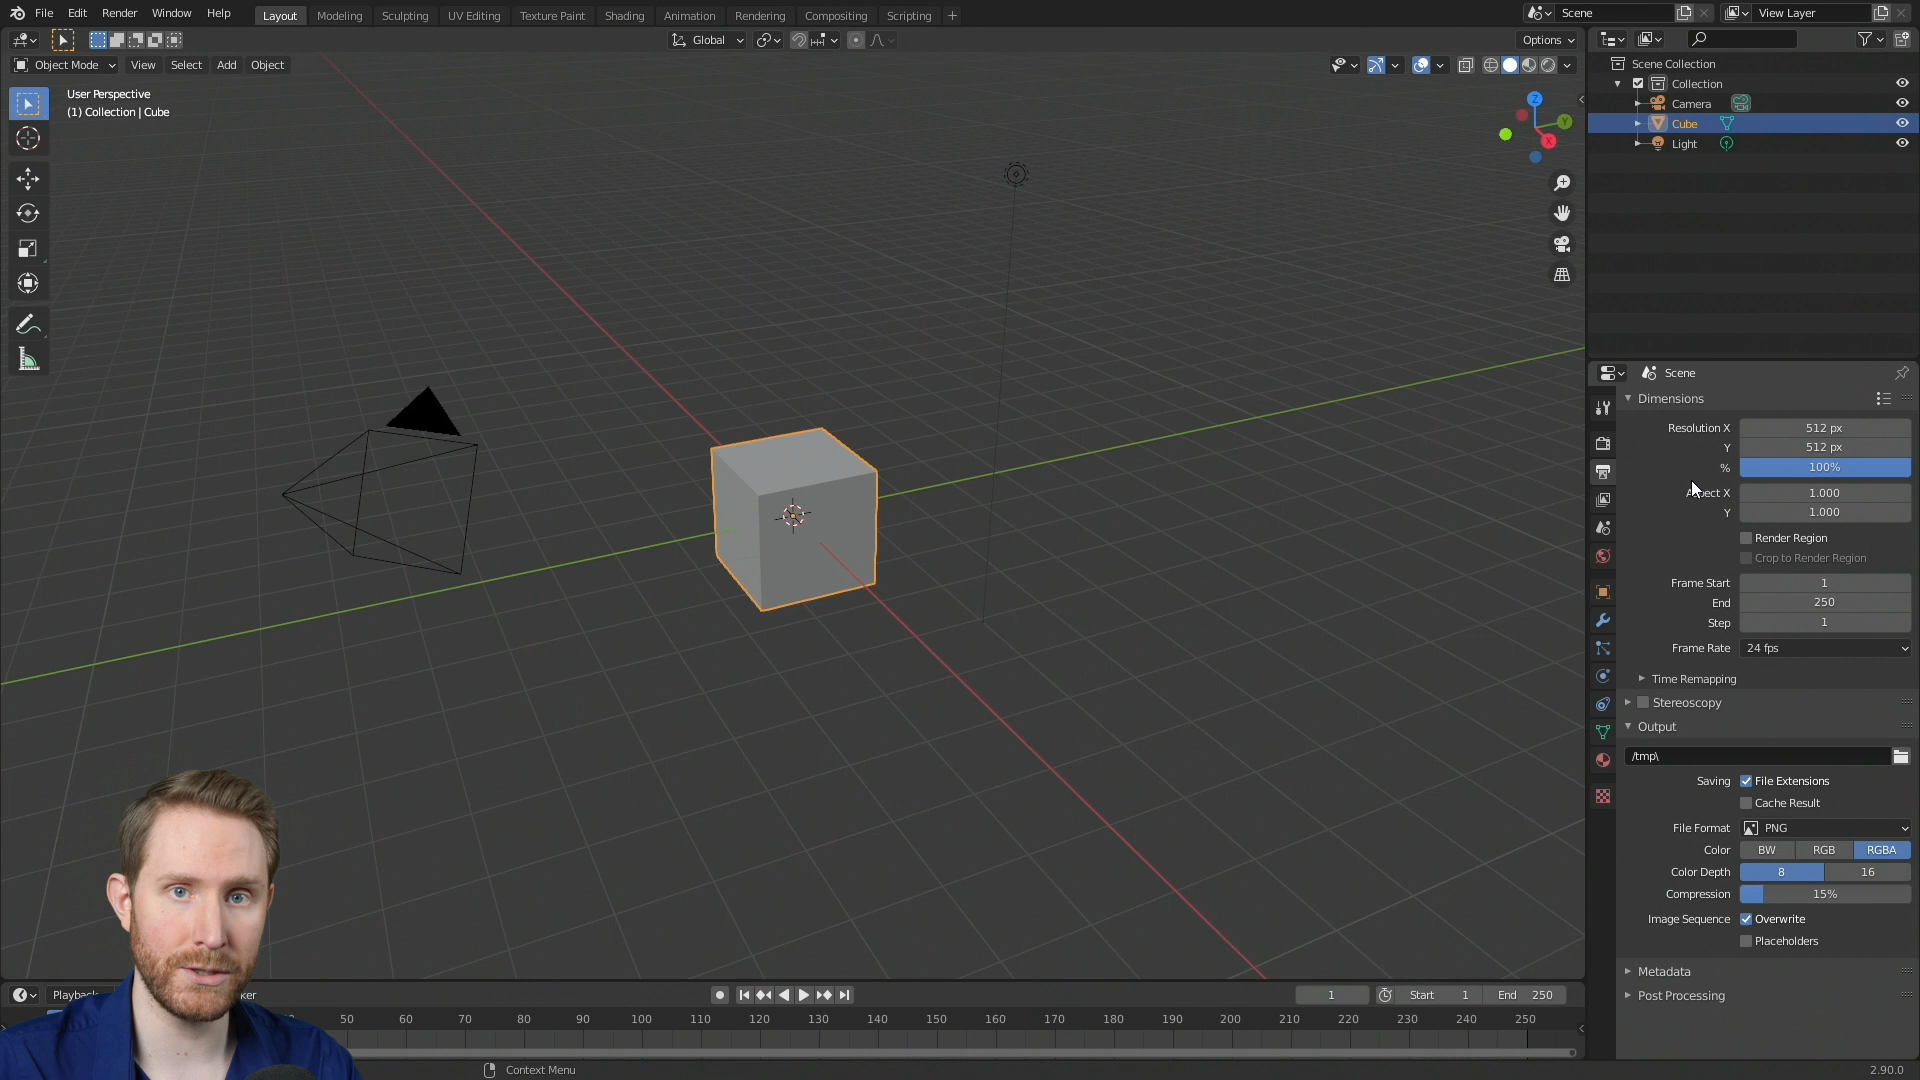 File Edit Render Window Help
Layout Modeling Sculpting UV Editing Texture Paint Shading Animation Rendering Compositing Scripting +
Scene
View Layer
Global
Options
Object Mode View Select Add Object
User Perspective
(1) Collection | Cube
Z
Y
X
Scene Collection
Collection
Camera
Cube
Light
Scene
Dimensions
Resolution X 512 px
Y 512 px
% 100%
Aspect X 1.000
Y 1.000
Render Region
Crop to Render Region
Frame Start 1
End 250
Step 1
Frame Rate 24 fps
Time Remapping
Stereoscopy
Output
/tmp\
Saving File Extensions
Cache Result
File Format PNG
Color BW RGB RGBA
Color Depth 8 16
Compression 15%
Image Sequence Overwrite
Placeholders
Metadata
Post Processing
Playback
1 Start 1 End 250
50 60 70 80 90 100 110 120 130 140 150 160 170 180 190 200 210 220 230 240 250
Context Menu
2.90.0